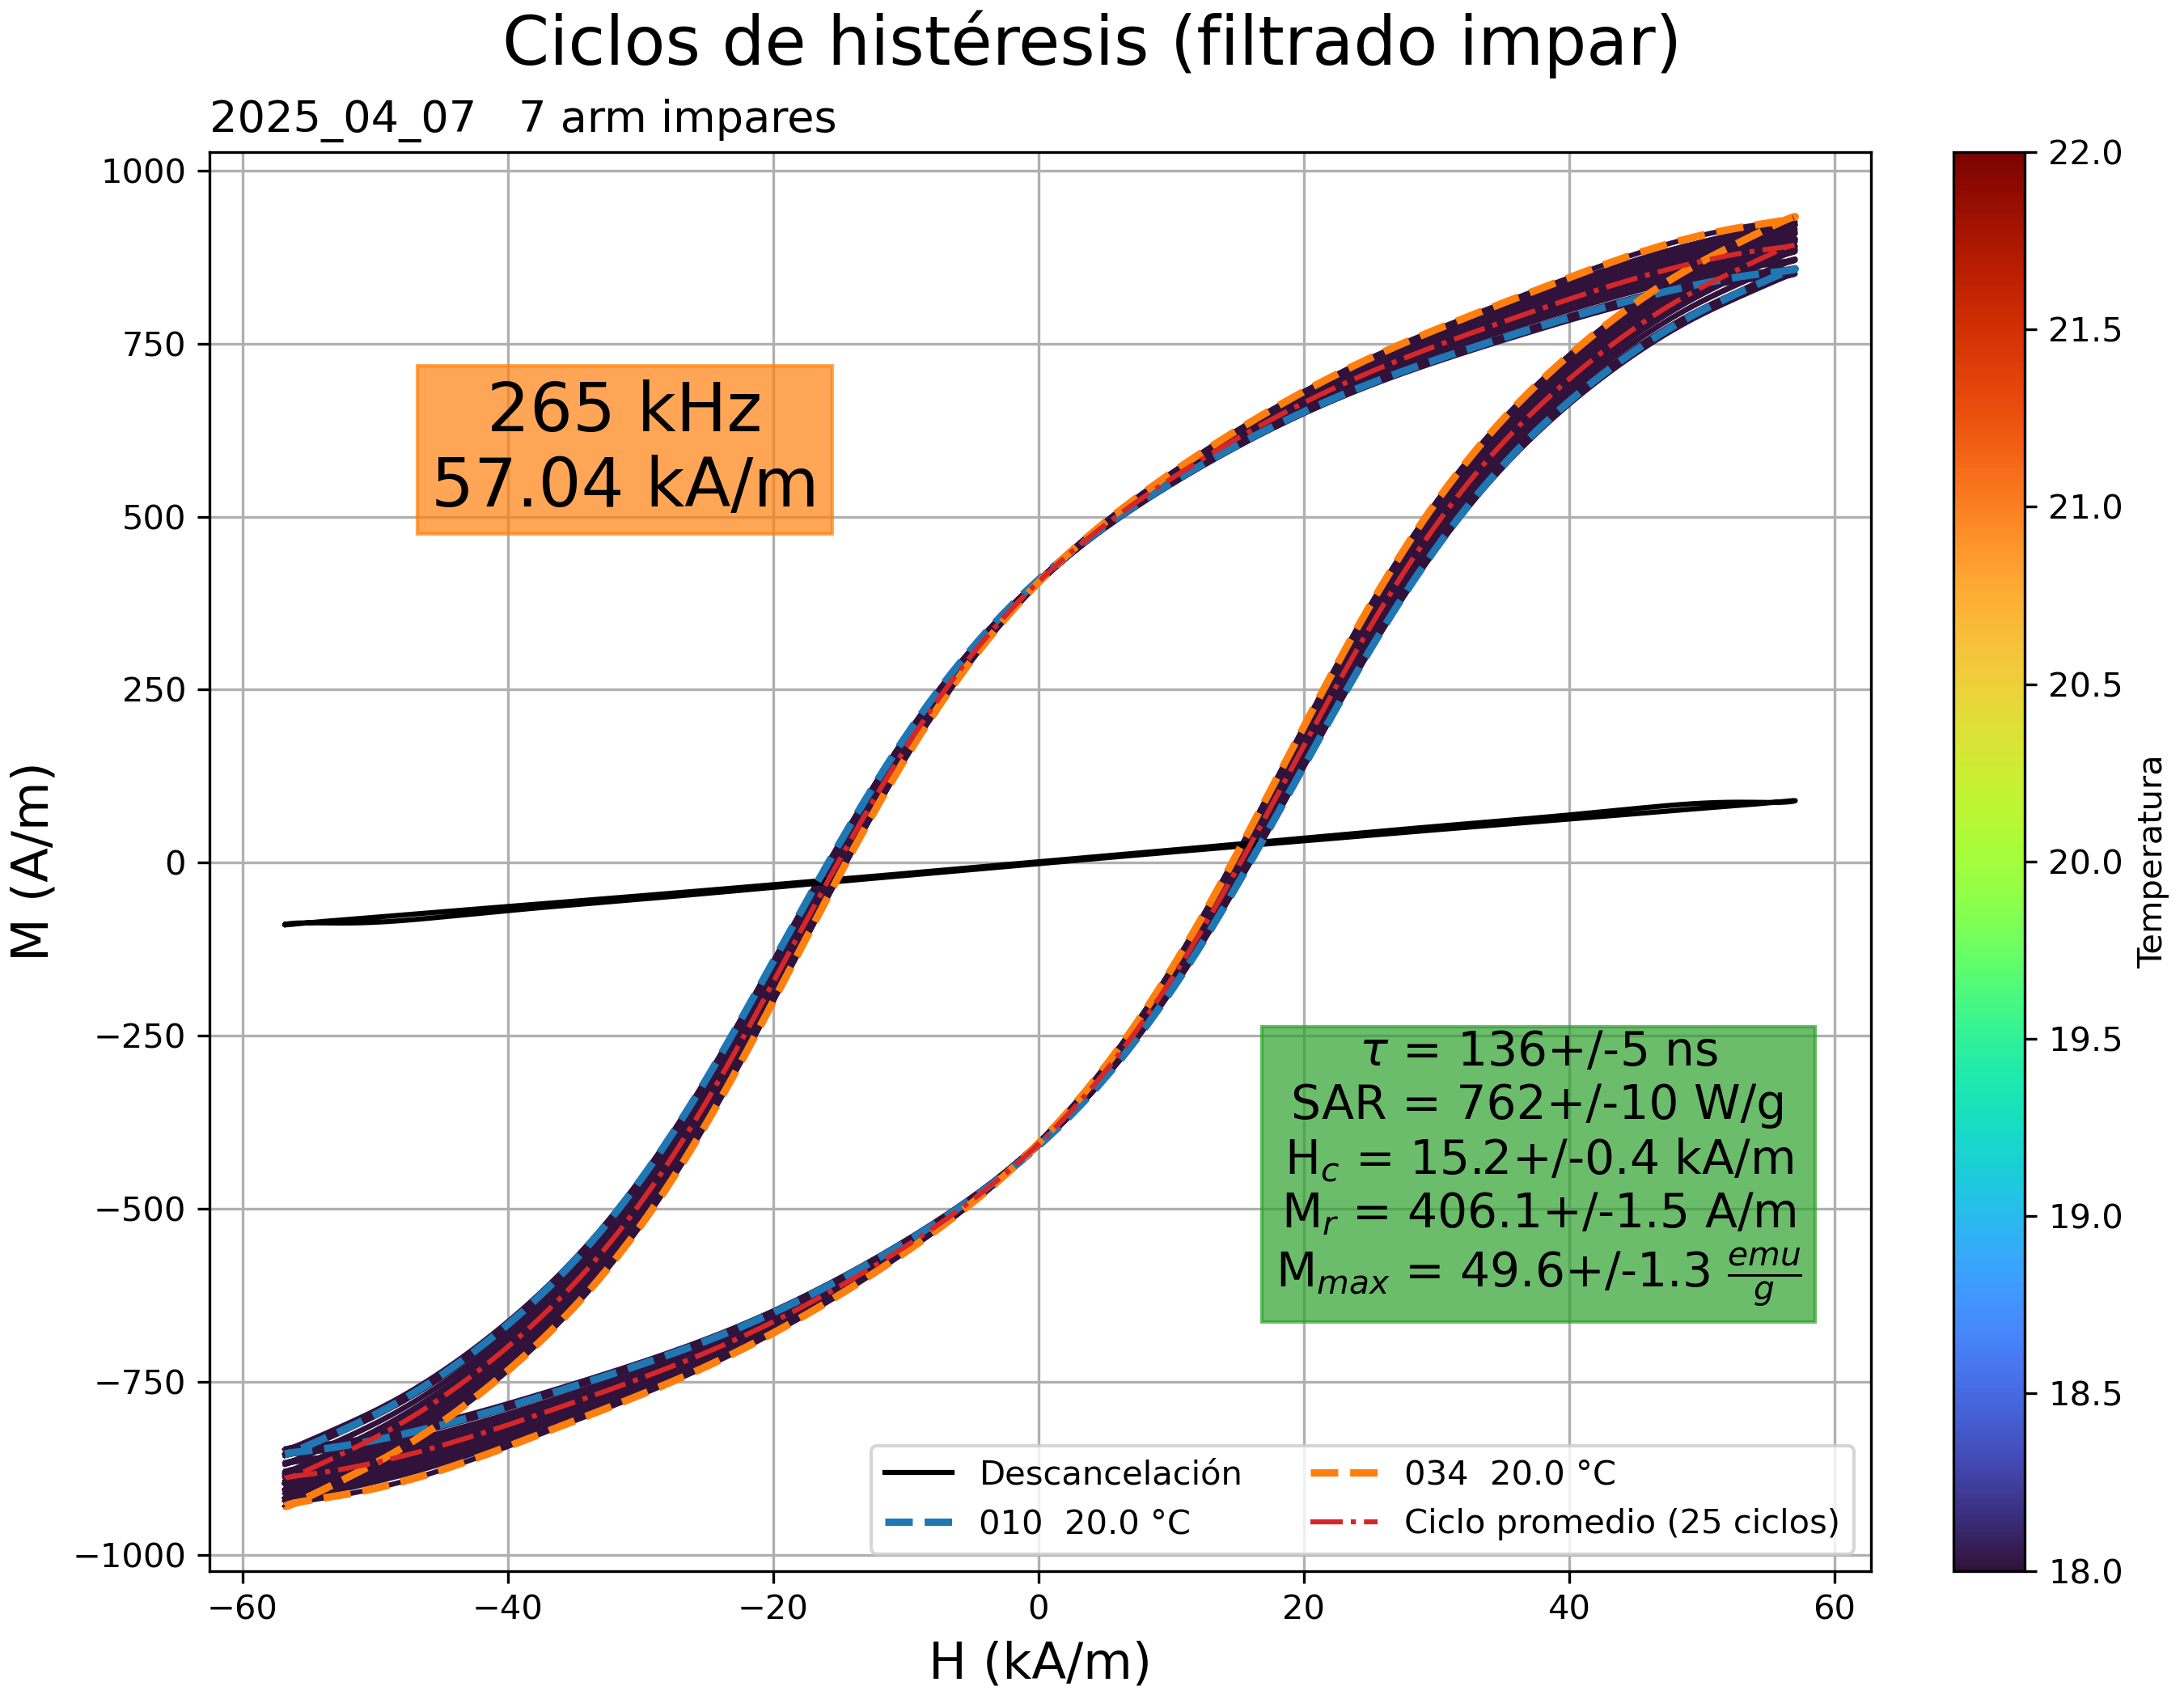 Ciclos de histéresis (filtrado impar)
2025_04_07   7 arm impares
1000
750
500
250
0
−250
−500
−750
−1000
M (A/m)
265 kHz
57.04 kA/m
τ = 136+/-5 ns
SAR = 762+/-10 W/g
H_c = 15.2+/-0.4 kA/m
M_r = 406.1+/-1.5 A/m
M_max = 49.6+/-1.3 emu/g
Descancelación
010  20.0 °C
034  20.0 °C
Ciclo promedio (25 ciclos)
−60
−40
−20
0
20
40
60
H (kA/m)
22.0
21.5
21.0
20.5
20.0
19.5
19.0
18.5
18.0
Temperatura